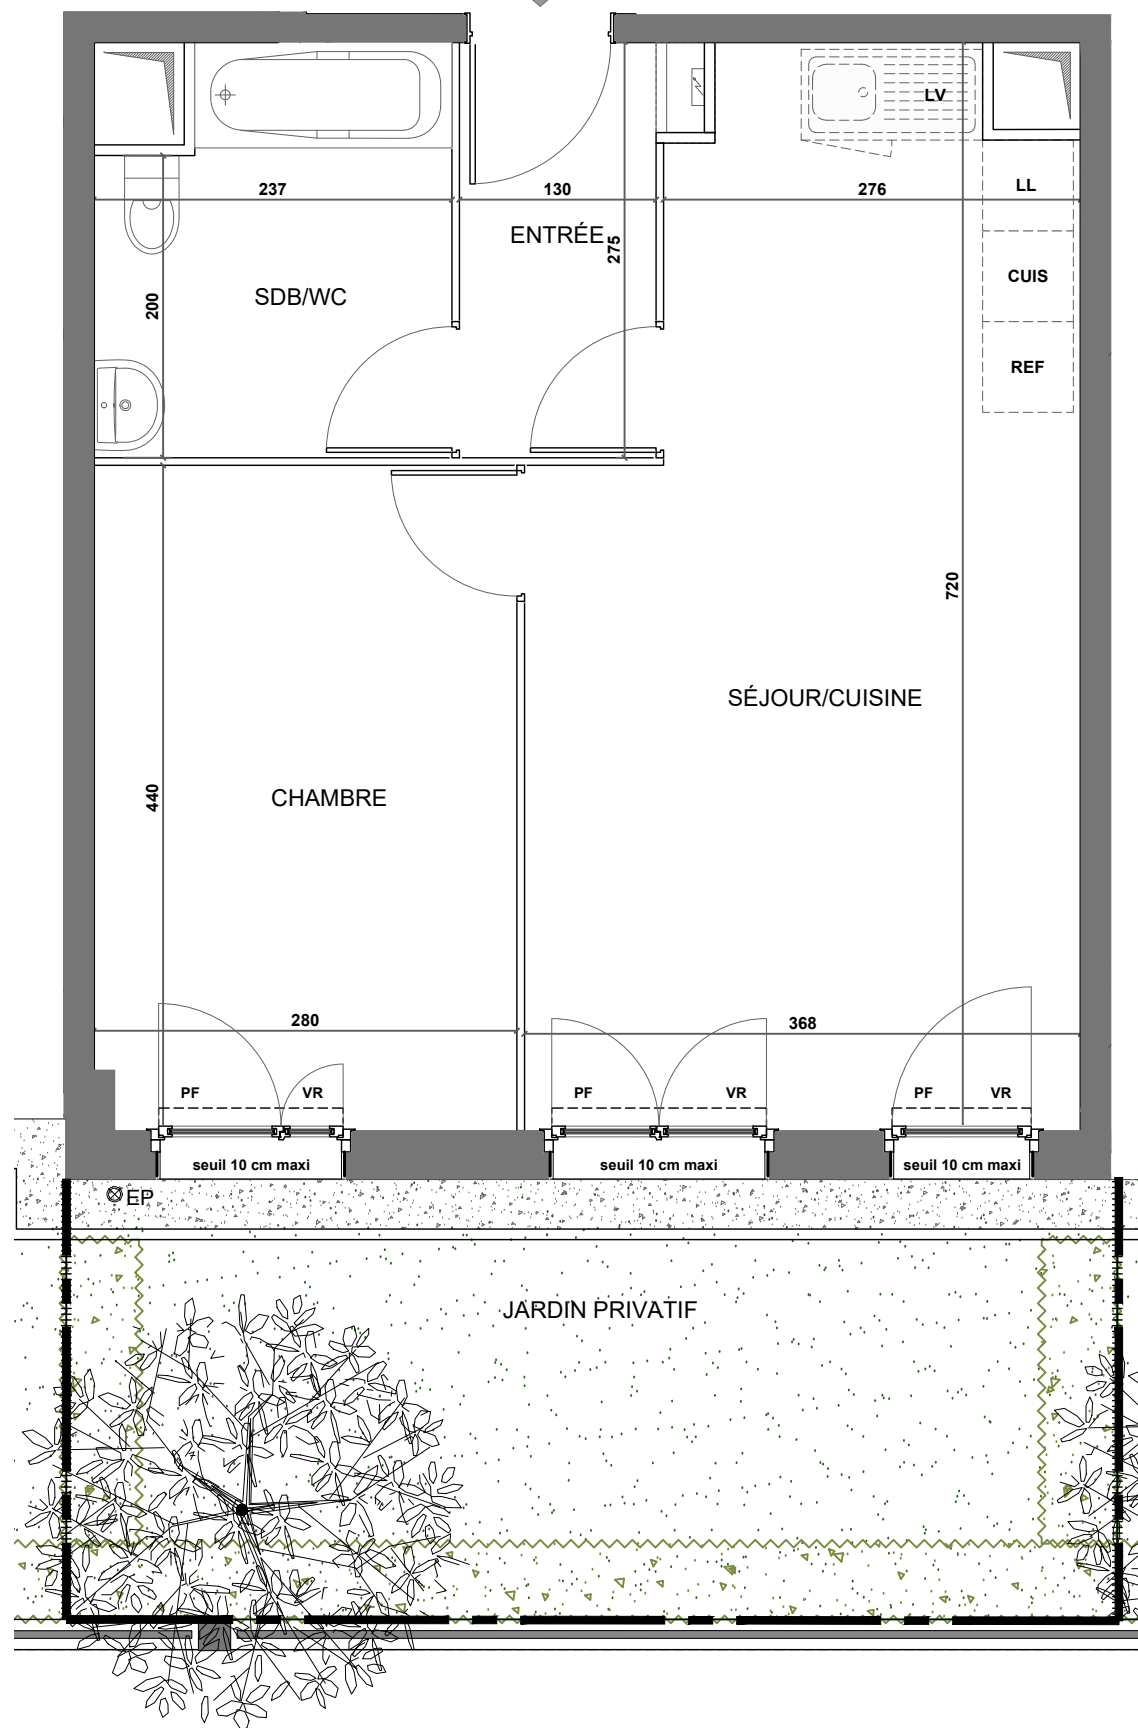 LV
237
130
276
LL
ENTRÉE
275
SDB/WC
200
CUIS
REF
720
SÉJOUR/CUISINE
440
CHAMBRE
280
368
PF
VR
PF
VR
PF
VR
seuil 10 cm maxi
seuil 10 cm maxi
seuil 10 cm maxi
EP
JARDIN PRIVATIF